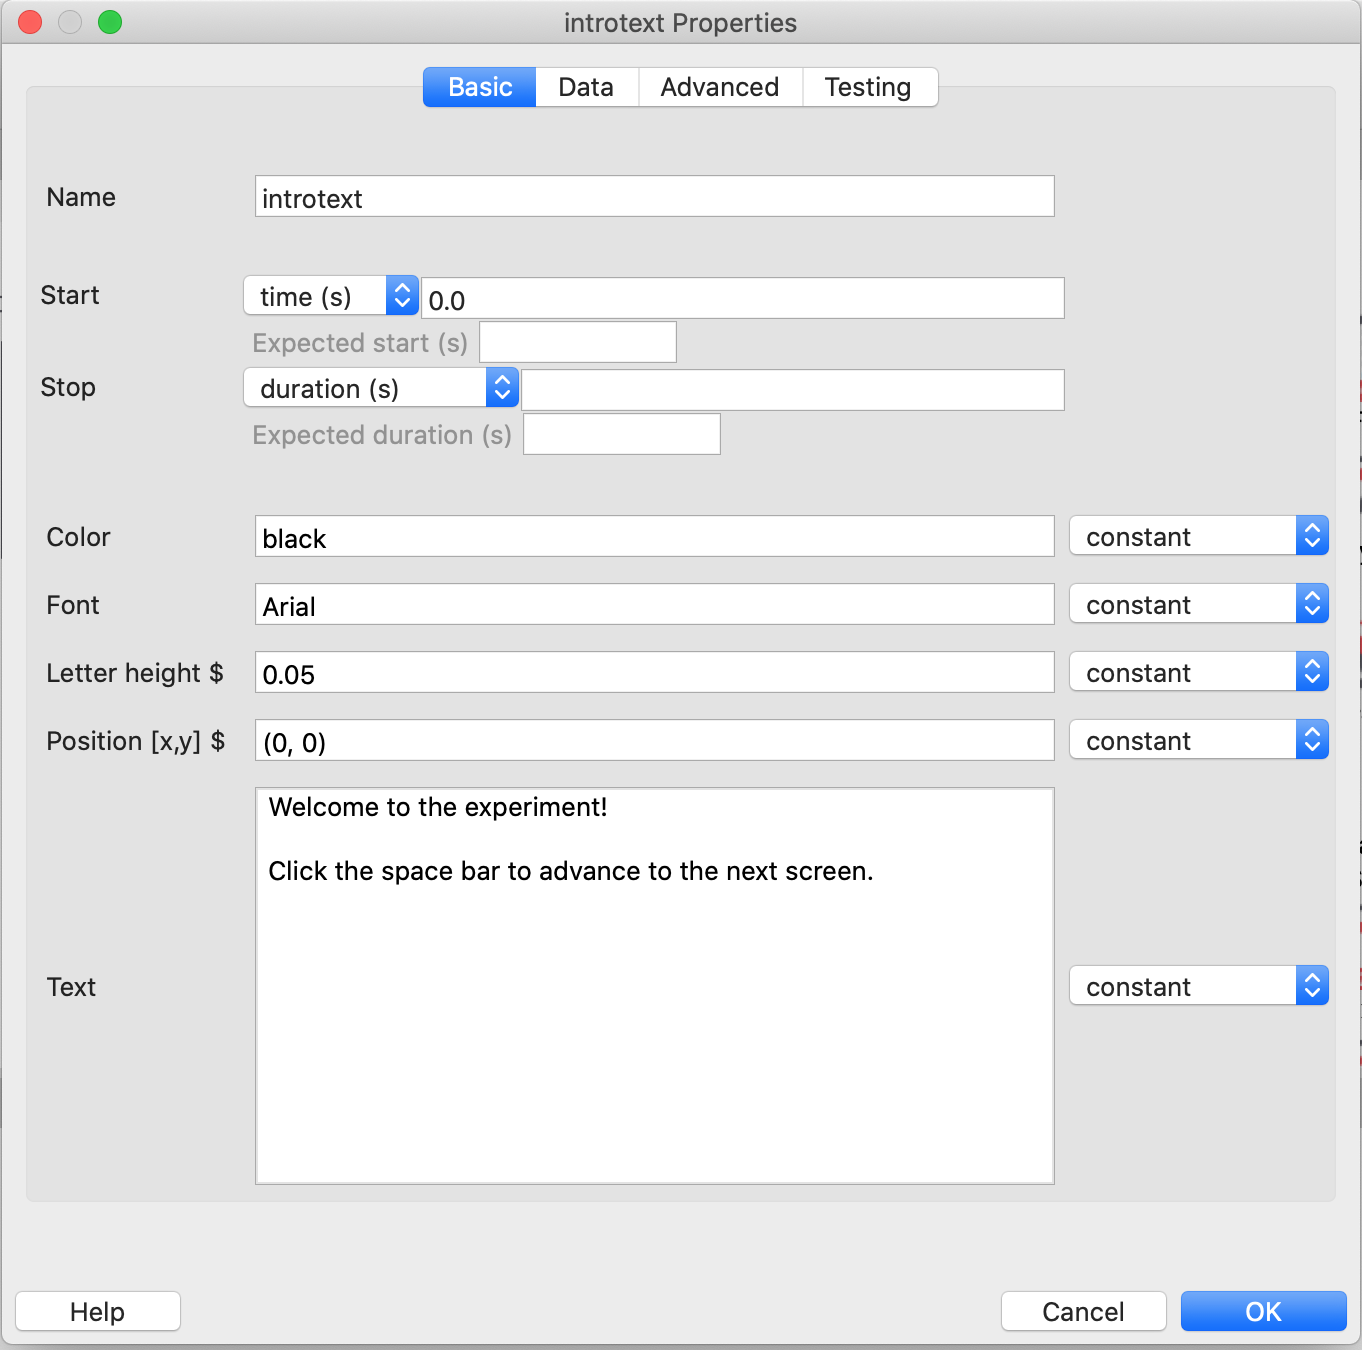 introtext Properties
Basic Data Advanced Testing
Name introtext
Start time (s) 0.0
Expected start (s)
Stop duration (s)
Expected duration (s)
Color black constant
Font Arial constant
Letter height $ 0.05 constant
Position [x,y] $ (0, 0) constant
Welcome to the experiment!
Click the space bar to advance to the next screen.
Text constant
Help Cancel OK